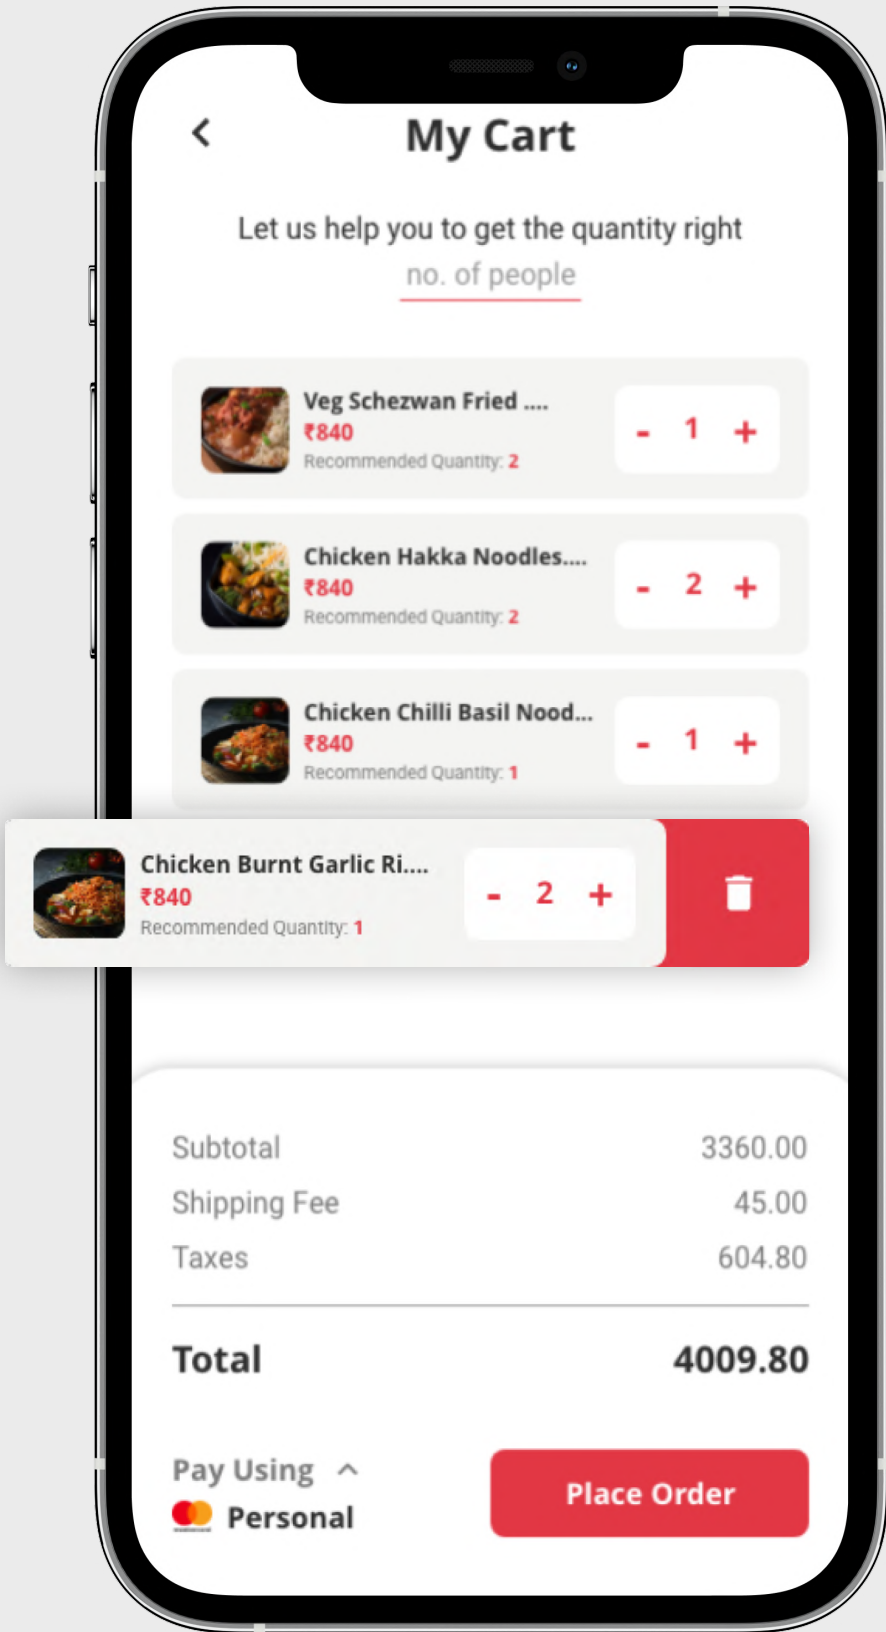 My Cart
Let us help you to get the quantity right
no. of people
Veg Schezwan Fried ....
₹840
Recommended Quantity: 2
- 1 +
Chicken Hakka Noodles....
₹840
Recommended Quantity: 2
- 2 +
Chicken Chilli Basil Nood...
₹840
Recommended Quantity: 1
- 1 +
Chicken Burnt Garlic Ri....
₹840
Recommended Quantity: 1
- 2 +
Subtotal 3360.00
Shipping Fee 45.00
Taxes 604.80
Total 4009.80
Pay Using
Personal
Place Order